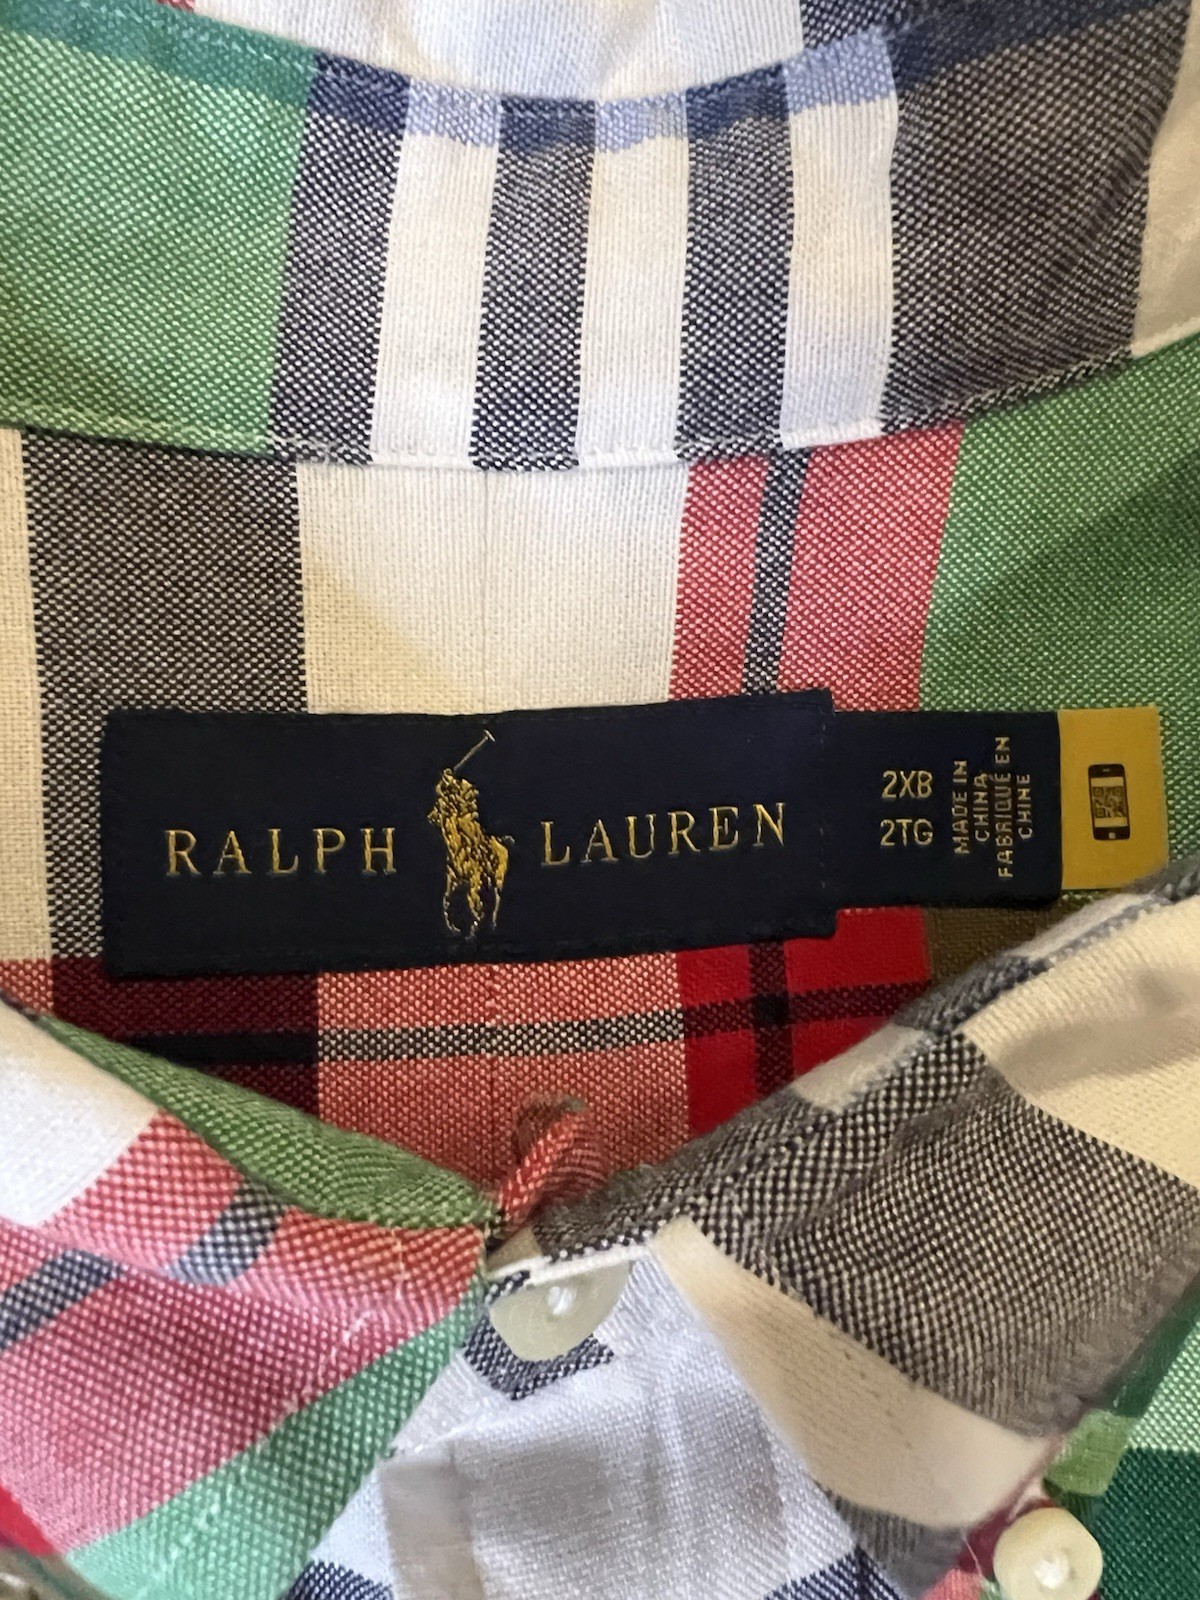 RALPH LAUREN
2XB
2TG
MADE IN
CHINA
FABRIQUÉ EN
CHINE